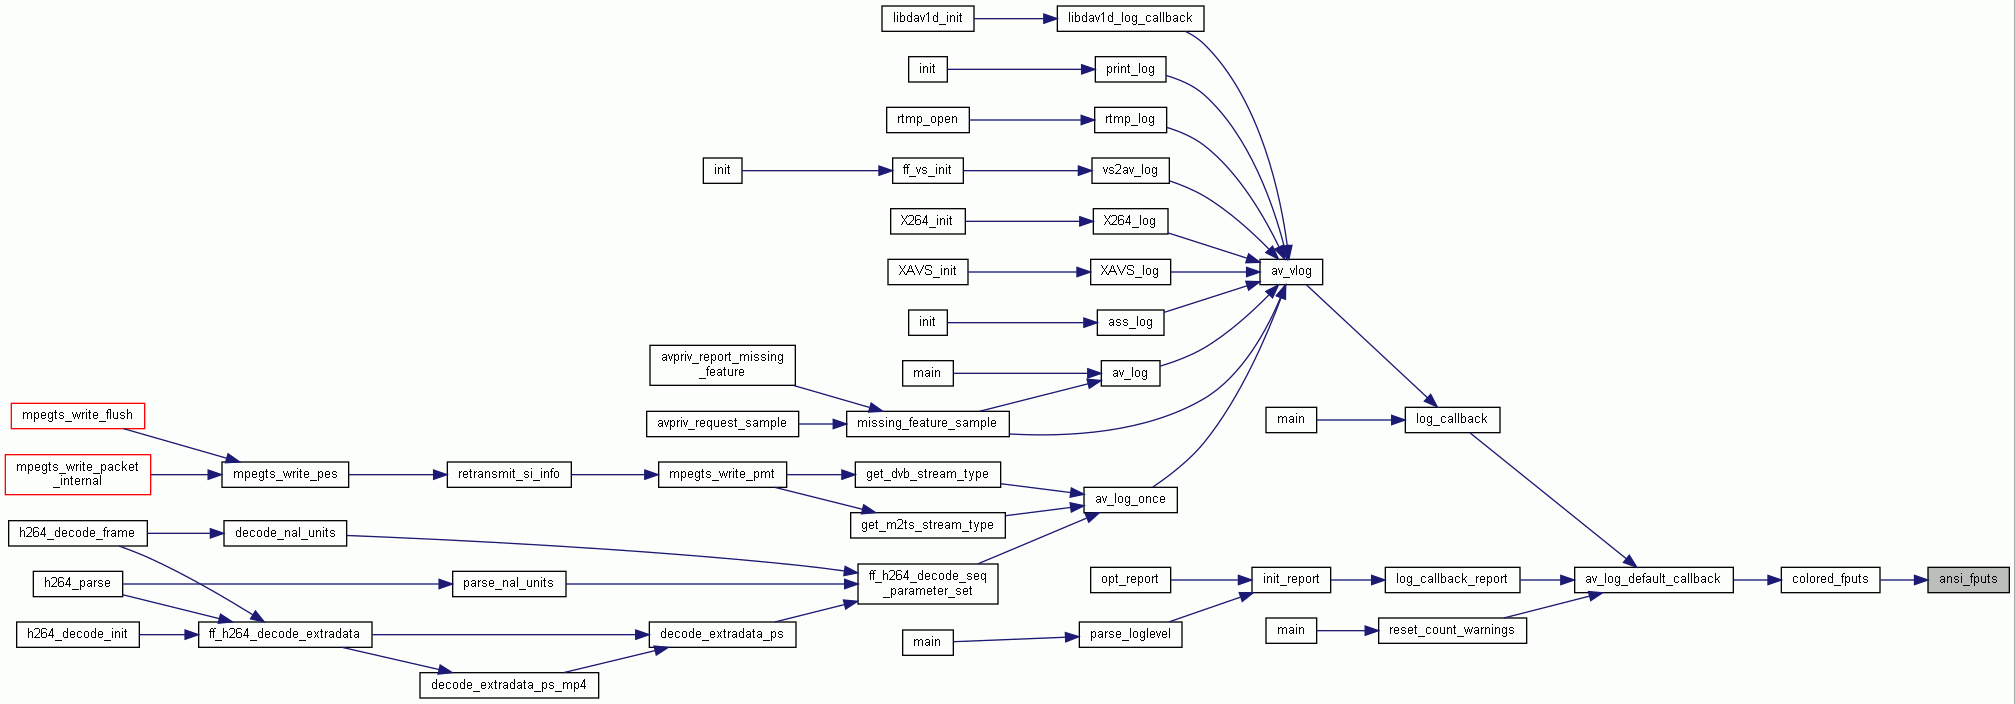 libdav1d_init
libdav1d_log_callback
init
print_log
rtmp_open
rtmp_log
init
ff_vs_init
vs2av_log
X264_init
X264_log
XAVS_init
XAVS_log
av_vlog
init
ass_log
avpriv_report_missing
_feature
main
av_log
mpegts_write_flush
avpriv_request_sample
missing_feature_sample
main
log_callback
mpegts_write_packet
_internal
mpegts_write_pes
retransmit_si_info
mpegts_write_pmt
get_dvb_stream_type
av_log_once
get_m2ts_stream_type
h264_decode_frame
decode_nal_units
h264_parse
parse_nal_units
ff_h264_decode_seq
_parameter_set
opt_report
init_report
log_callback_report
av_log_default_callback
colored_fputs
ansi_fputs
h264_decode_init
ff_h264_decode_extradata
decode_extradata_ps
main
parse_loglevel
main
reset_count_warnings
decode_extradata_ps_mp4